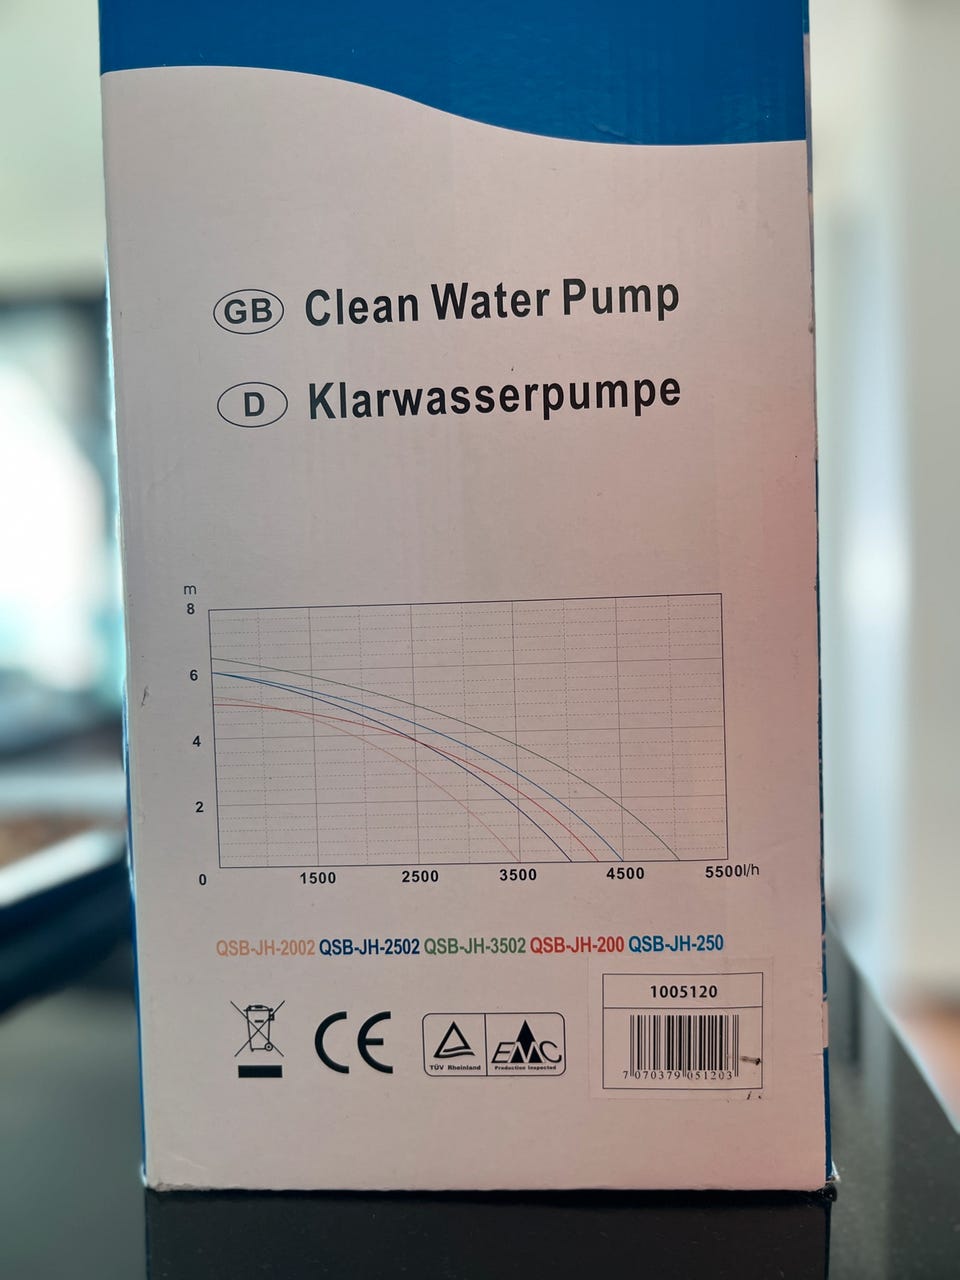 GB Clean Water Pump
D Klarwasserpumpe
m
8
6
4
2
0 1500 2500 3500 4500 5500l/h
QSB-JH-2002 QSB-JH-2502 QSB-JH-3502 QSB-JH-200 QSB-JH-250
1005120
CE
EMC
TÜV Rheinland Production Inspected
7 070379 051203